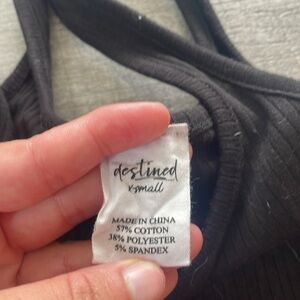 destined
x-small
MADE IN CHINA
57% COTTON
38% POLYESTER
5% SPANDEX